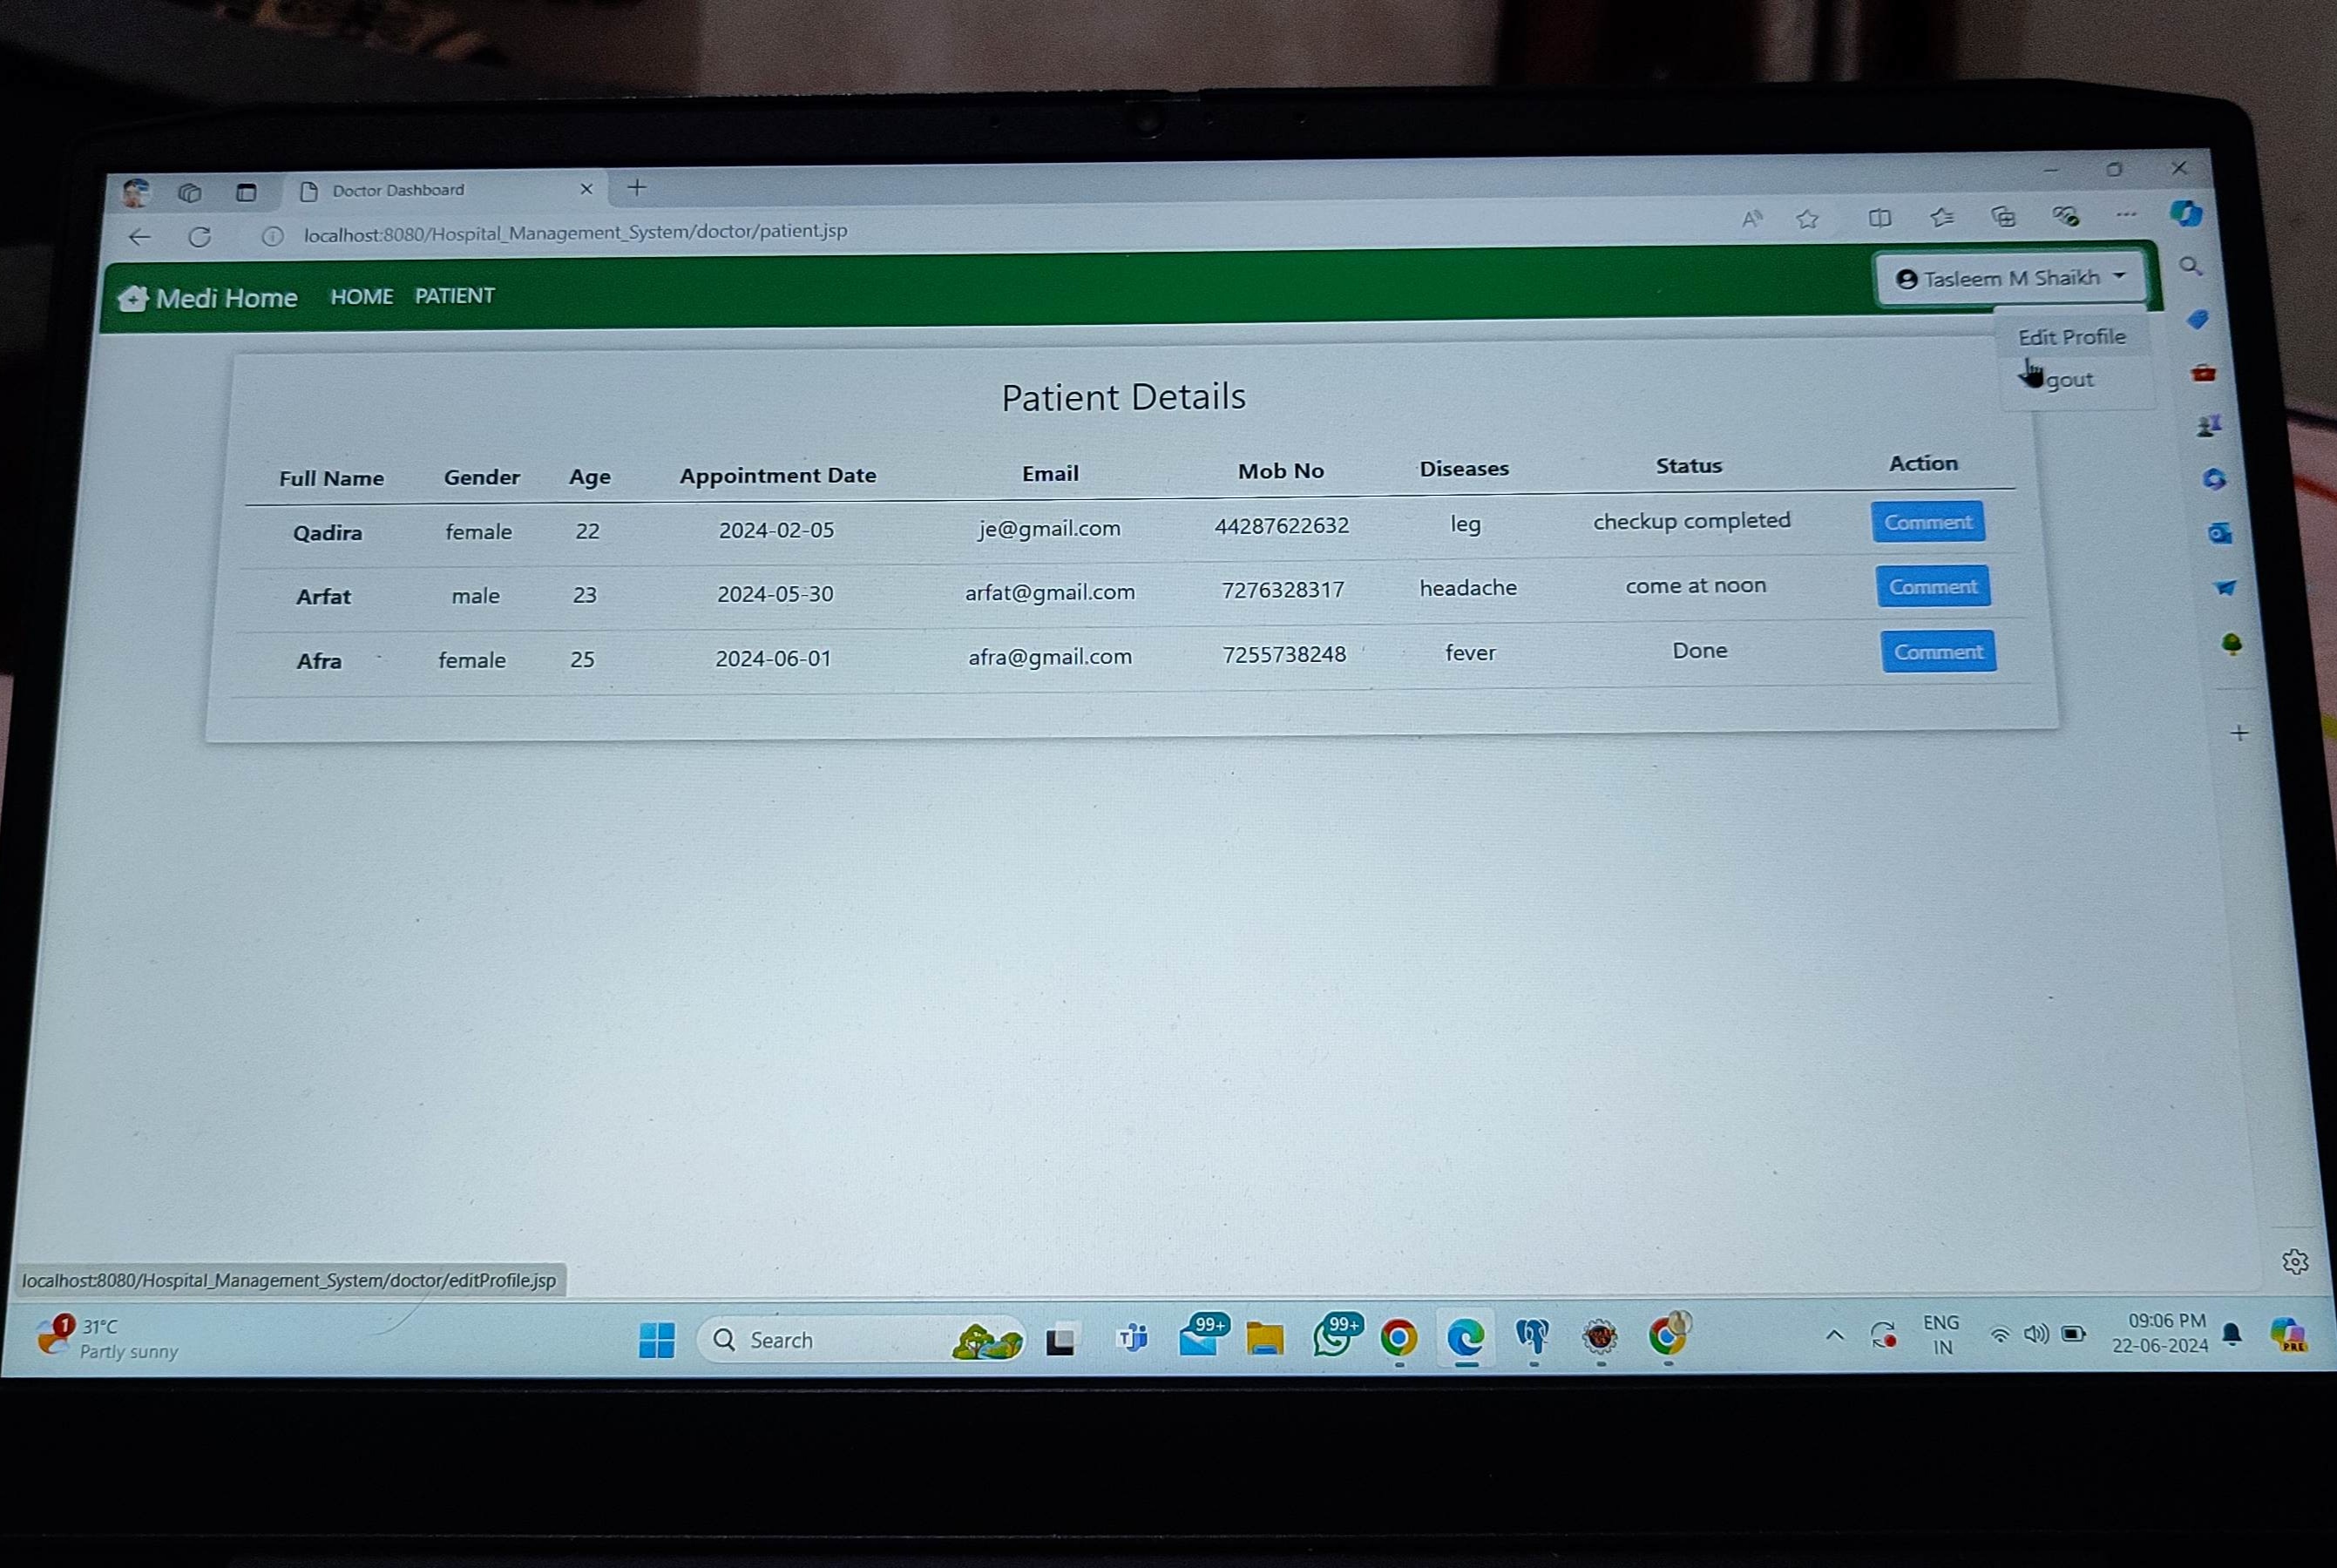 Doctor Dashboard
localhost:8080/Hospital_Management_System/doctor/patient.jsp
Medi Home HOME PATIENT Tasleem M Shaikh
Edit Profile
gout
Patient Details
Full Name Gender Age Appointment Date Email Mob No Diseases Status Action
Qadira female 22 2024-02-05 je@gmail.com 44287622632 leg checkup completed Comment
Arfat male 23 2024-05-30 arfat@gmail.com 7276328317 headache come at noon Comment
Afra female 25 2024-06-01 afra@gmail.com 7255738248 fever Done Comment
localhost:8080/Hospital_Management_System/doctor/editProfile.jsp
1 31°C
Partly sunny
Search
99+
99+
ENG
IN
09:06 PM
22-06-2024
PRE